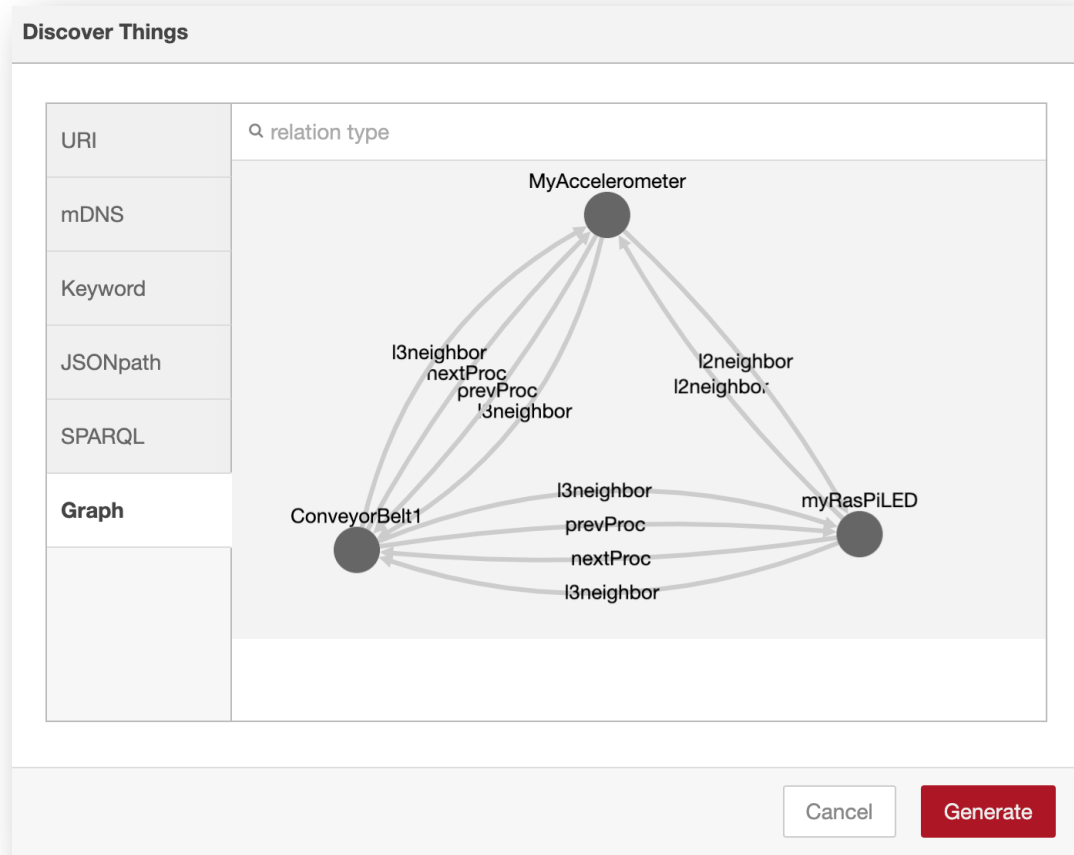 Discover Things
URI
mDNS
Keyword
JSONpath
SPARQL
Graph
relation type
MyAccelerometer
l3neighbor
nextProc
prevProc
l3neighbor
l2neighbor
l2neighbor
l3neighbor
myRasPiLED
ConveyorBelt1
prevProc
nextProc
l3neighbor
Cancel
Generate